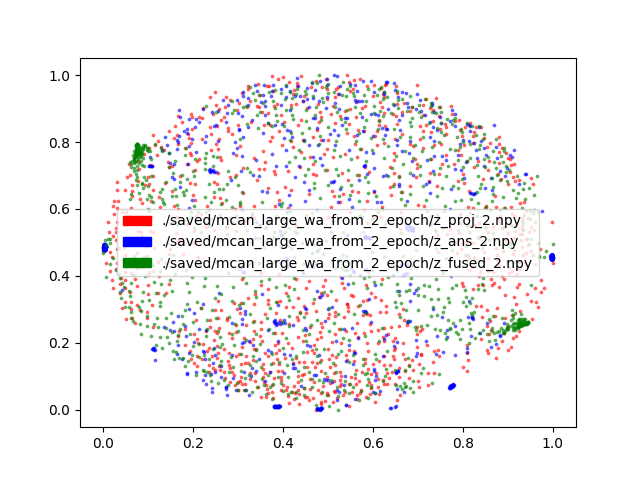 1.0
0.8
0.6
0.4
0.2
0.0
./saved/mcan_large_wa_from_2_epoch/z_proj_2.npy
./saved/mcan_large_wa_from_2_epoch/z_ans_2.npy
./saved/mcan_large_wa_from_2_epoch/z_fused_2.npy
0.0 0.2 0.4 0.6 0.8 1.0